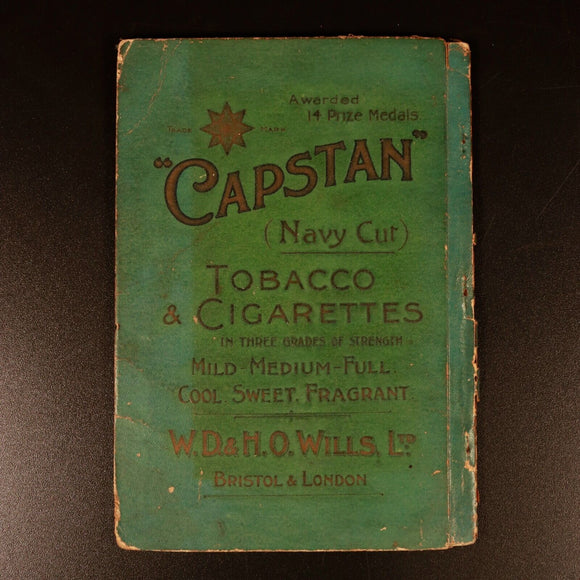 Awarded
14 Prize Medals.
TRADE MARK
"CAPSTAN"
(Navy Cut)
TOBACCO
& CIGARETTES
IN THREE GRADES OF STRENGTH
MILD-MEDIUM-FULL.
COOL. SWEET. FRAGRANT.
W.D.& H.O. WILLS, LTD
BRISTOL & LONDON